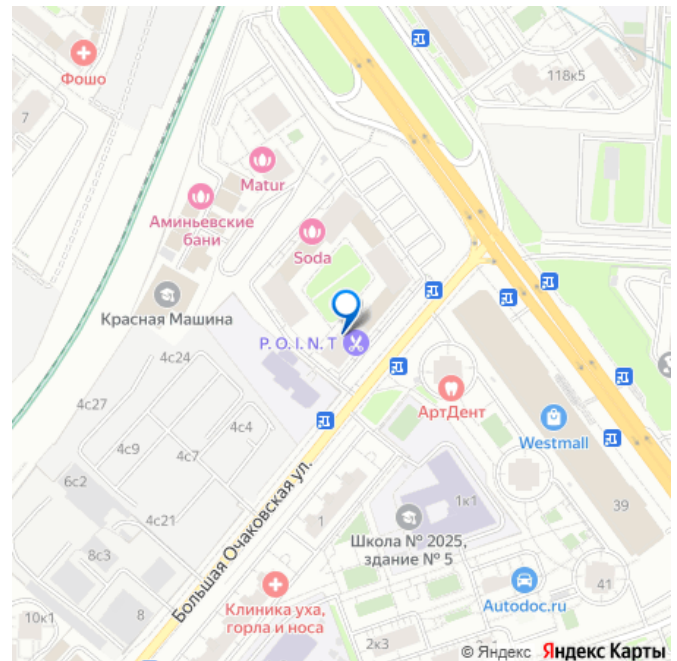 118к5
Фошо
7
Matur
Аминьевские
бани
Soda
Красная Машина
P.O.I.N.T
4с24
АртДент
4с27
4с4
Westmall
4с9
4с7
6с2
1к1
39
4с21
1
Школа № 2025,
здание № 5
8с3
Большая Очаковская ул.
41
Autodoc.ru
10к1
8
Клиника уха,
горла и носа
2к3
© Яндекс Яндекс Карты